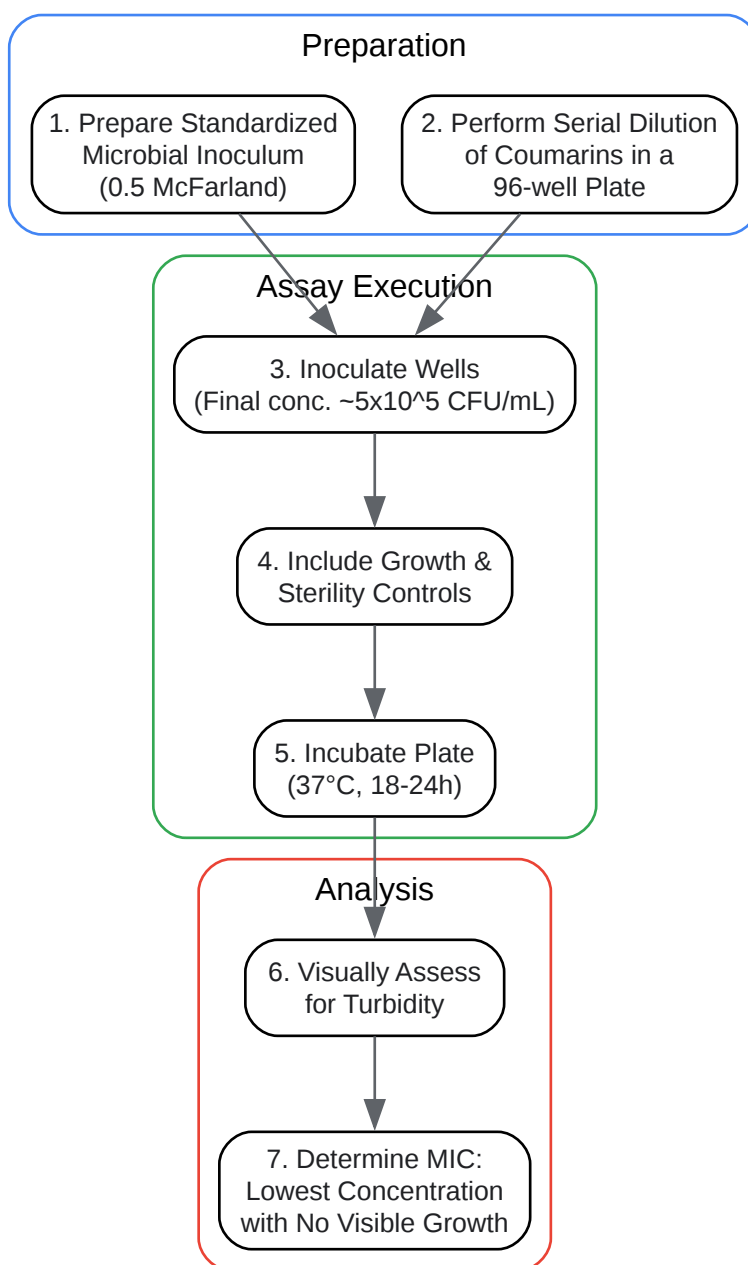 Preparation
1. Prepare Standardized
Microbial Inoculum
(0.5 McFarland)
2. Perform Serial Dilution
of Coumarins in a
96-well Plate
Assay Execution
3. Inoculate Wells
(Final conc. ~5x10^5 CFU/mL)
4. Include Growth &
Sterility Controls
5. Incubate Plate
(37°C, 18-24h)
Analysis
6. Visually Assess
for Turbidity
7. Determine MIC:
Lowest Concentration
with No Visible Growth